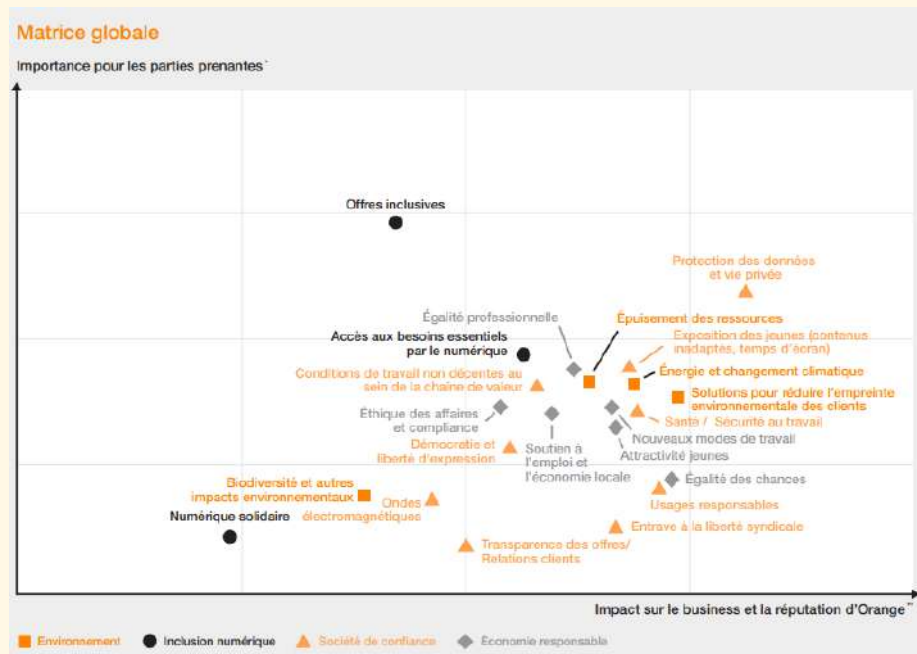 Matrice globale
Importance pour les parties prenantes*
Offres inclusives
Protection des données
et vie privée
Égalité professionnelle
Épuisement des ressources
Accès aux besoins essentiels
par le numérique
Exposition des jeunes (contenus
inadaptés, temps d'écran)
Conditions de travail non décentes au
sein de la chaîne de valeur
Énergie et changement climatique
Solutions pour réduire l'empreinte
environnementale des clients
Éthique des affaires
et compliance
Santé / Sécurité au travail
Nouveaux modes de travail
Démocratie et
liberté d'expression
Soutien à
l'emploi et
l'économie locale
Attractivité jeunes
Biodiversité et autres
impacts environnementaux
Égalité des chances
Ondes
électromagnétiques
Usages responsables
Numérique solidaire
Entrave à la liberté syndicale
Transparence des offres/
Relations clients
Impact sur le business et la réputation d'Orange**
Environnement
Inclusion numérique
Société de confiance
Économie responsable